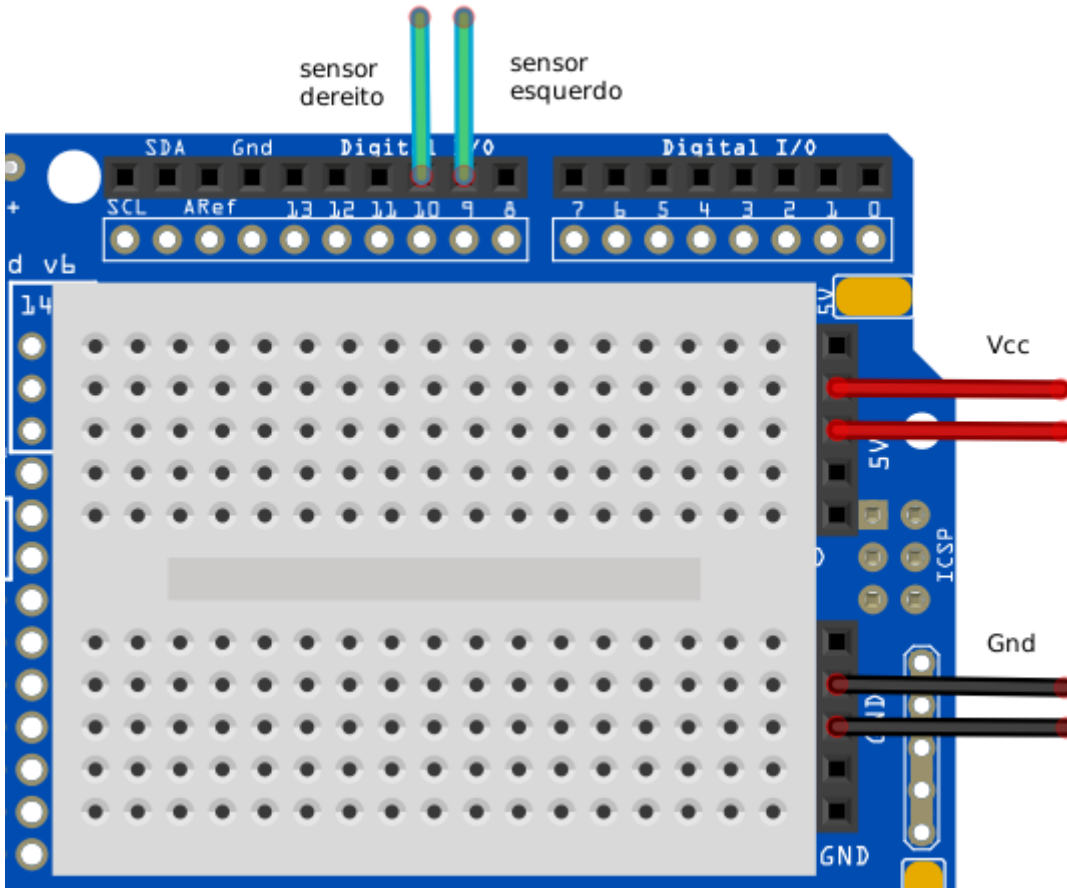 sensor
dereito
sensor
esquerdo
SDA Gnd Digital I/O Digital I/O
+ SCL ARef 13 12 11 10 9 8 7 6 5 4 3 2 1 0
d v6
14
5V
Vcc
5V
ICSP
Gnd
GND
GND